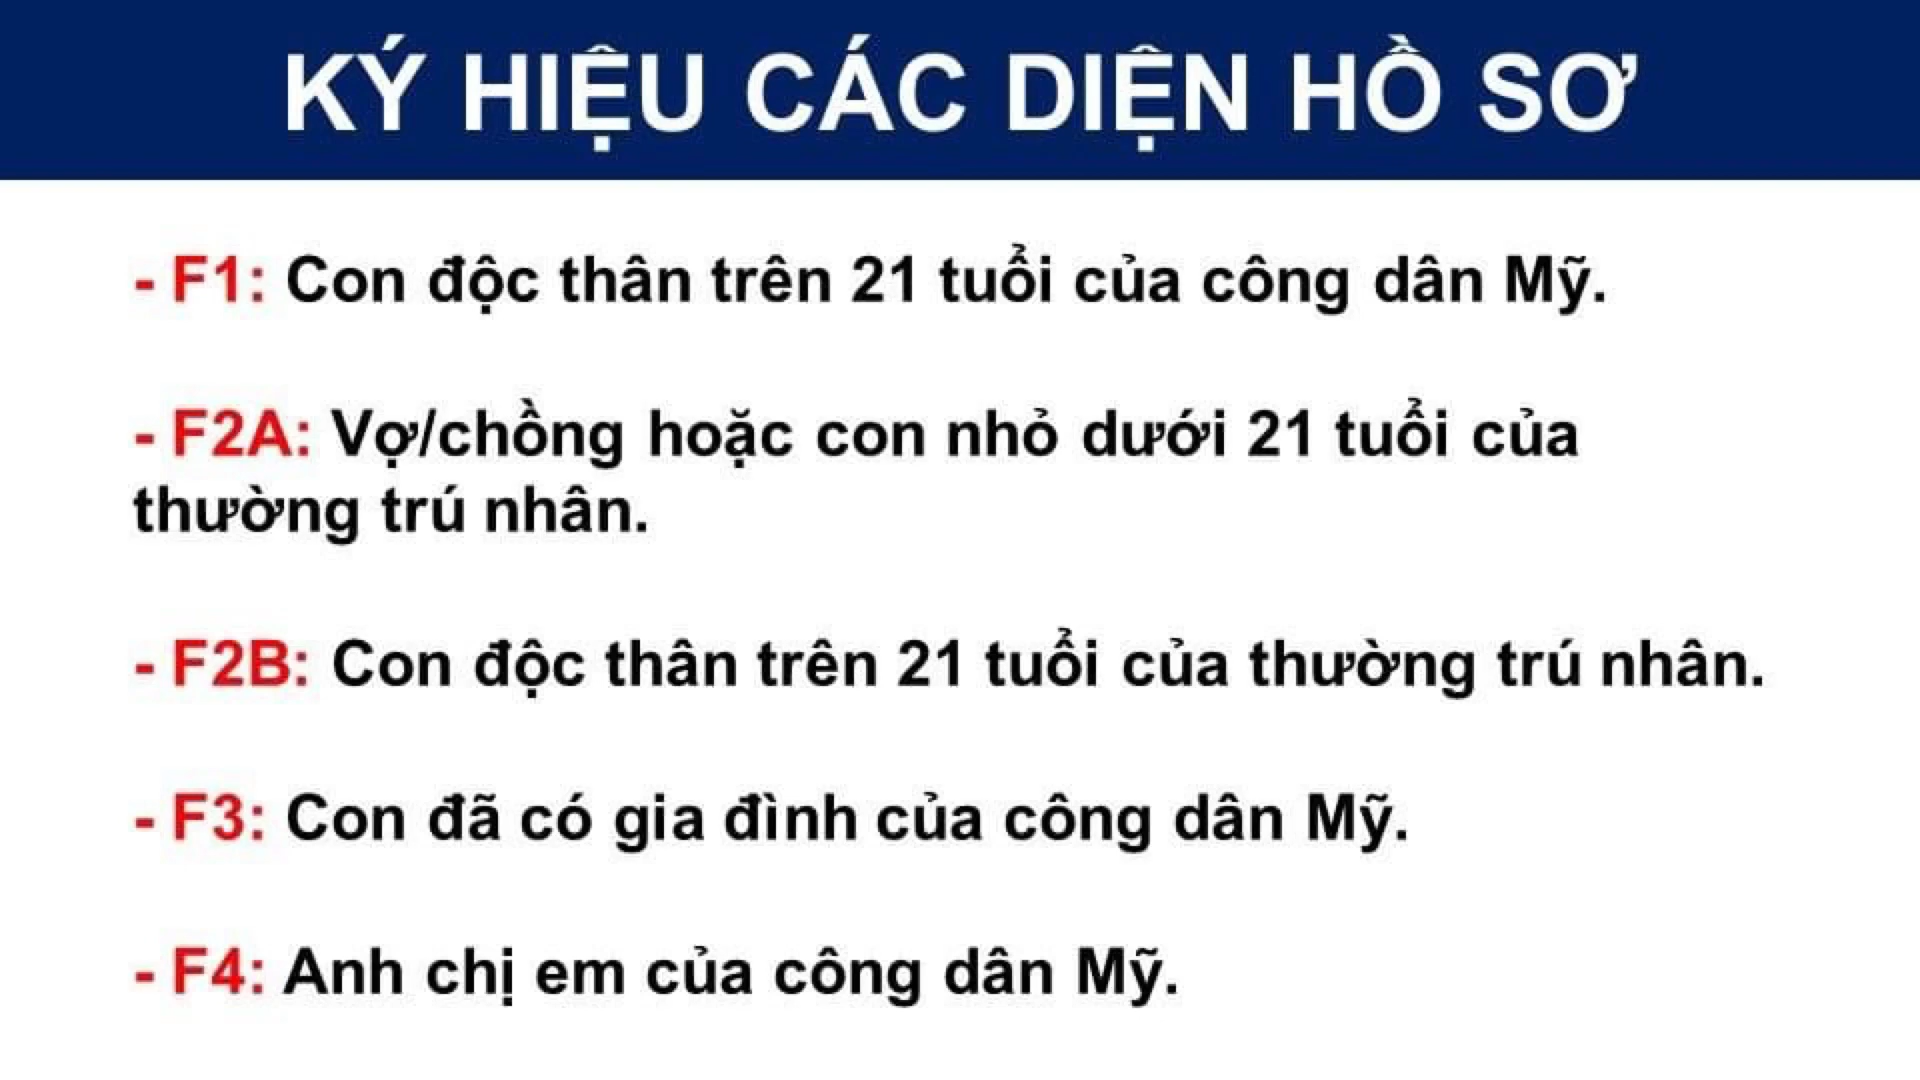 KÝ HIỆU CÁC DIỆN HỒ SƠ
- F1: Con độc thân trên 21 tuổi của công dân Mỹ.
- F2A: Vợ/chồng hoặc con nhỏ dưới 21 tuổi của
thường trú nhân.
- F2B: Con độc thân trên 21 tuổi của thường trú nhân.
- F3: Con đã có gia đình của công dân Mỹ.
- F4: Anh chị em của công dân Mỹ.